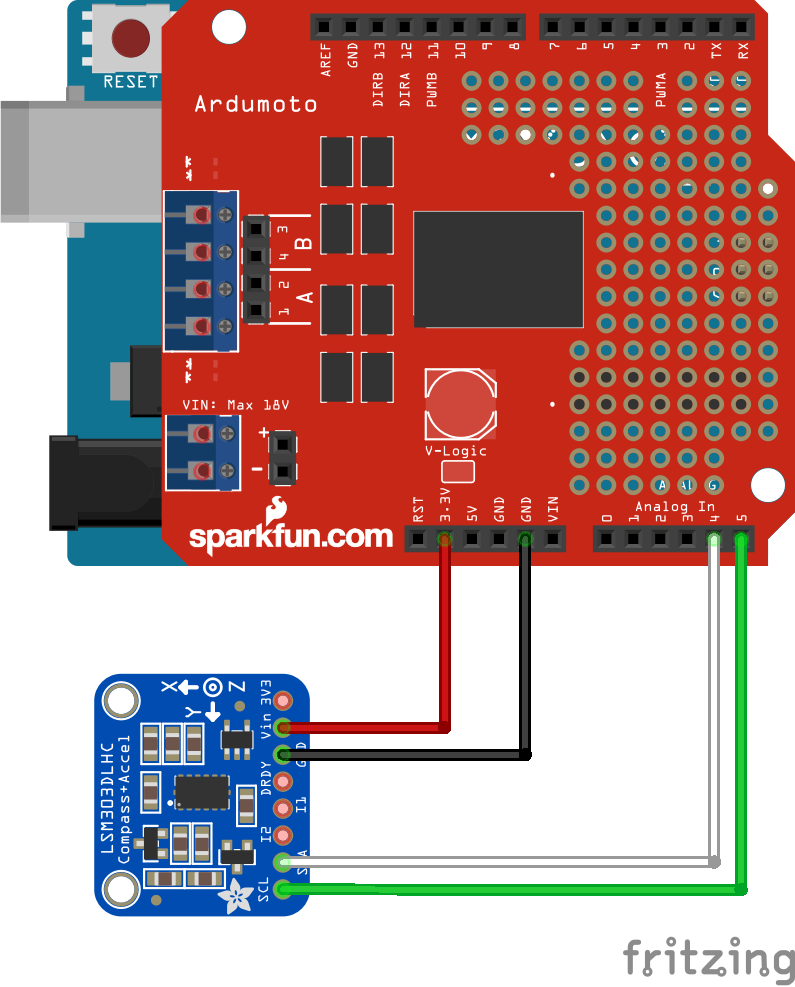 RESET
Ardumoto
AREF
GND
13
12
11
10
9
8
7
6
5
4
3
2
TX
RX
DIRB
DIRA
PWMB
PWMA
3
B
4
2
A
1
VIN: Max 18V
+
−
V-Logic
sparkfun.com
RST
3.3V
5V
GND
GND
VIN
Analog In
0
1
2
3
4
5
X
Z
Y
3V3
Vin
DRDY
I1
I2
SCL
LSM303DLHC
Compass+Accel
fritzing